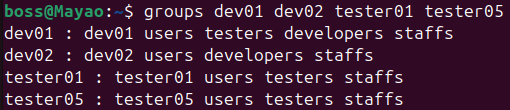 boss@Mayao:~$ groups dev01 dev02 tester01 tester05
dev01 : dev01 users testers developers staffs
dev02 : dev02 users developers staffs
tester01 : tester01 users testers staffs
tester05 : tester05 users testers staffs